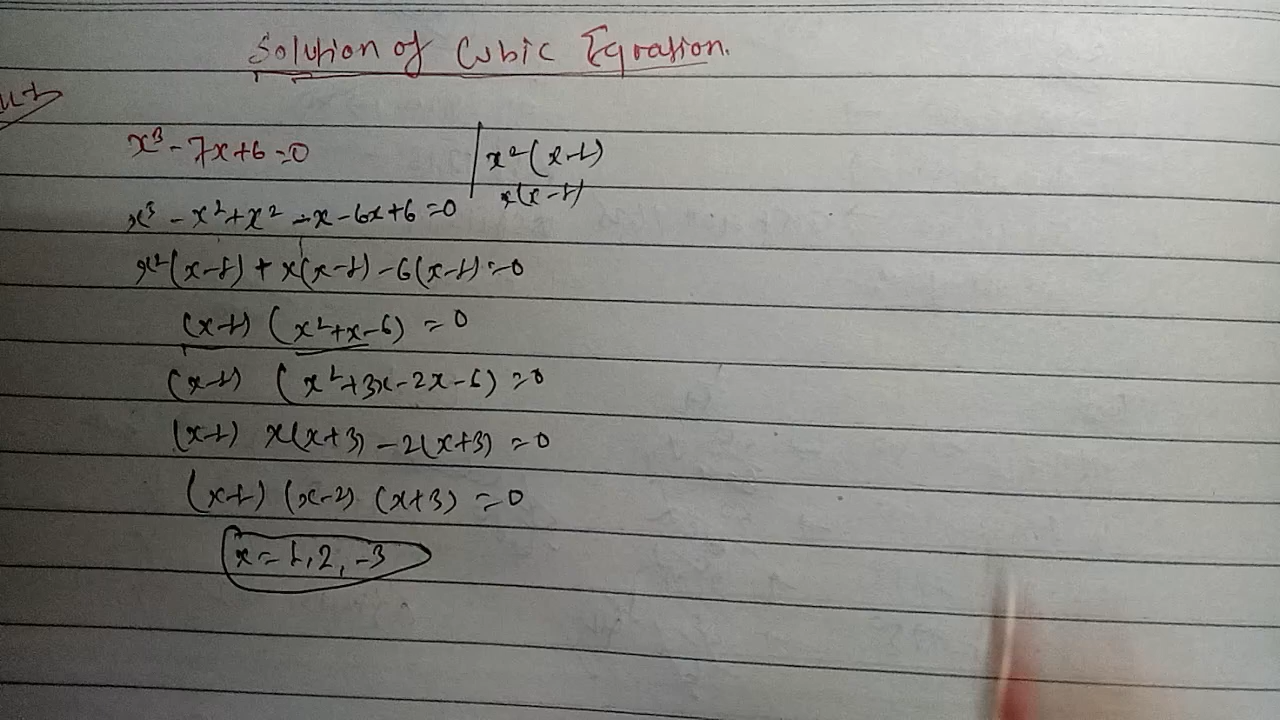 Solution of Cubic Equation.
x³ - 7x + 6 = 0
x²(x-1)
x(x-1)
x³ - x² + x² - x - 6x + 6 = 0
x²(x-1) + x(x-1) - 6(x-1) = 0
(x-1) (x²+x-6) = 0
(x-1) (x²+3x-2x-6) = 0
(x-1) x(x+3) - 2(x+3) = 0
(x-1) (x-2) (x+3) = 0
x = 1, 2, -3